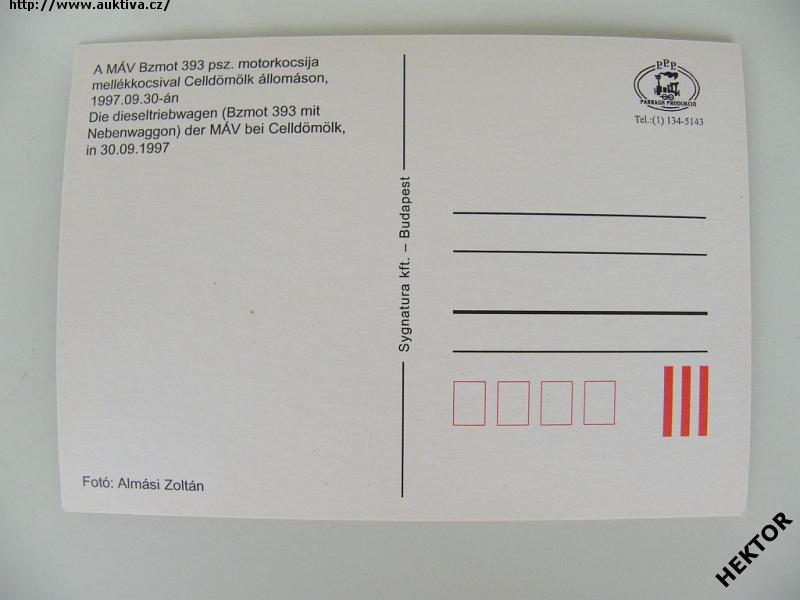 http://www.auktiva.cz/
A MÁV Bzmot 393 psz. motorkocsija
mellékkocsival Celldömölk állomáson,
1997.09.30-án
Die dieseltriebwagen (Bzmot 393 mit
Nebenwaggon) der MÁV bei Celldömölk,
in 30.09.1997
P.P.P.
PARRAGH PRODUKCIÓ
Tel.:(1) 134-5143
Sygnatura kft. – Budapest
Fotó: Almási Zoltán
HEKTOR